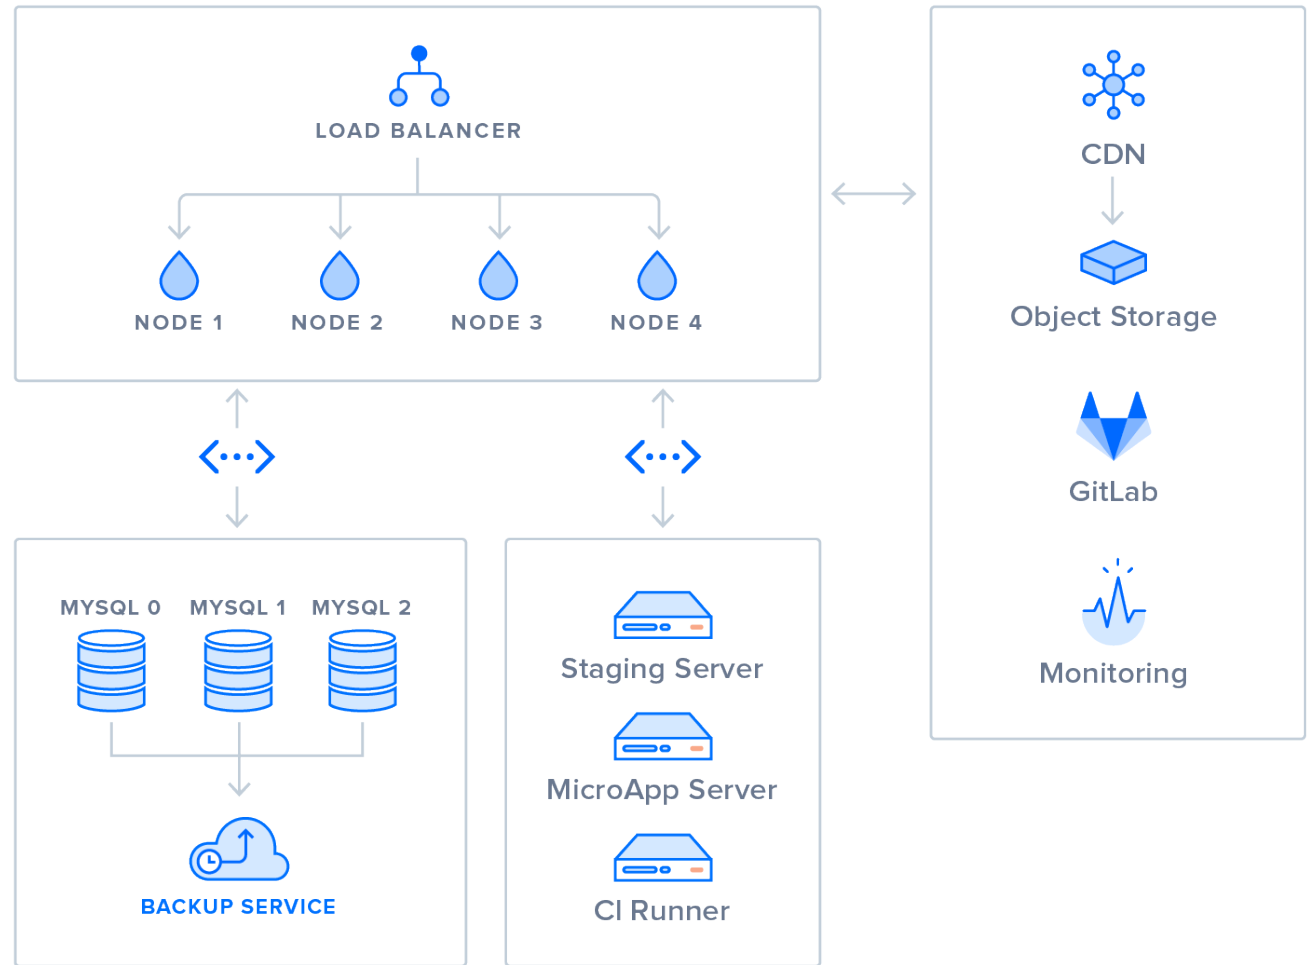 LOAD BALANCER
NODE 1
NODE 2
NODE 3
NODE 4
CDN
Object Storage
GitLab
Monitoring
MYSQL 0
MYSQL 1
MYSQL 2
BACKUP SERVICE
Staging Server
MicroApp Server
CI Runner